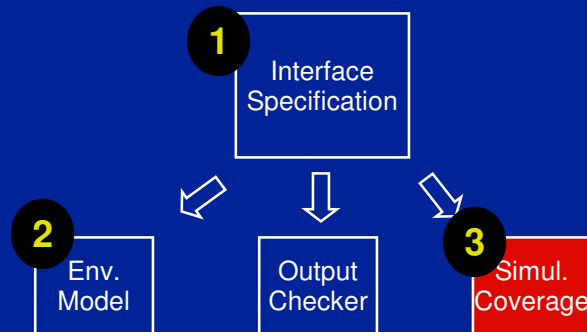 1
Interface
Specification
2
Env.
Model
Output
Checker
3
Simul.
Coverage